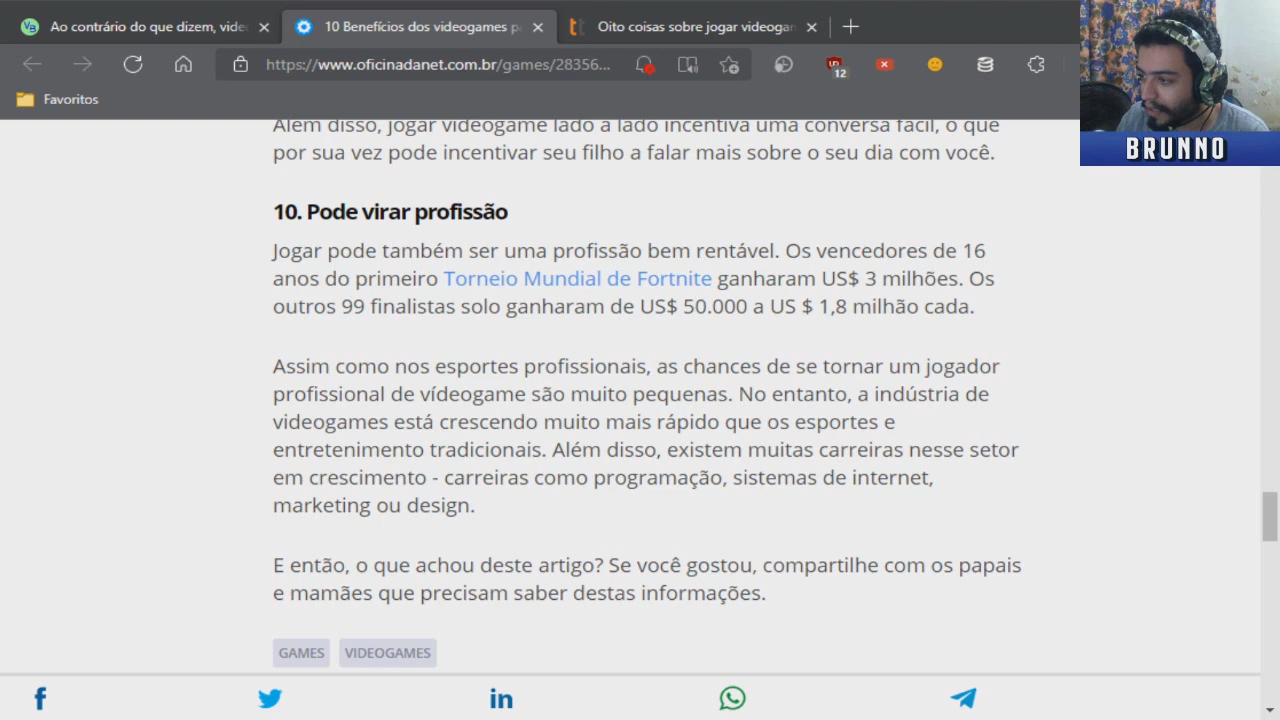 Ao contrário do que dizem, vide
10 Benefícios dos videogames p
Oito coisas sobre jogar videogan
https://www.oficinadanet.com.br/games/28356...
12
Favoritos
BRUNNO
Além disso, jogar videogame lado a lado incentiva uma conversa fácil, o que
por sua vez pode incentivar seu filho a falar mais sobre o seu dia com você.
10. Pode virar profissão
Jogar pode também ser uma profissão bem rentável. Os vencedores de 16
anos do primeiro Torneio Mundial de Fortnite ganharam US$ 3 milhões. Os
outros 99 finalistas solo ganharam de US$ 50.000 a US $ 1,8 milhão cada.
Assim como nos esportes profissionais, as chances de se tornar um jogador
profissional de vídeogame são muito pequenas. No entanto, a indústria de
videogames está crescendo muito mais rápido que os esportes e
entretenimento tradicionais. Além disso, existem muitas carreiras nesse setor
em crescimento - carreiras como programação, sistemas de internet,
marketing ou design.
E então, o que achou deste artigo? Se você gostou, compartilhe com os papais
e mamães que precisam saber destas informações.
GAMES VIDEOGAMES